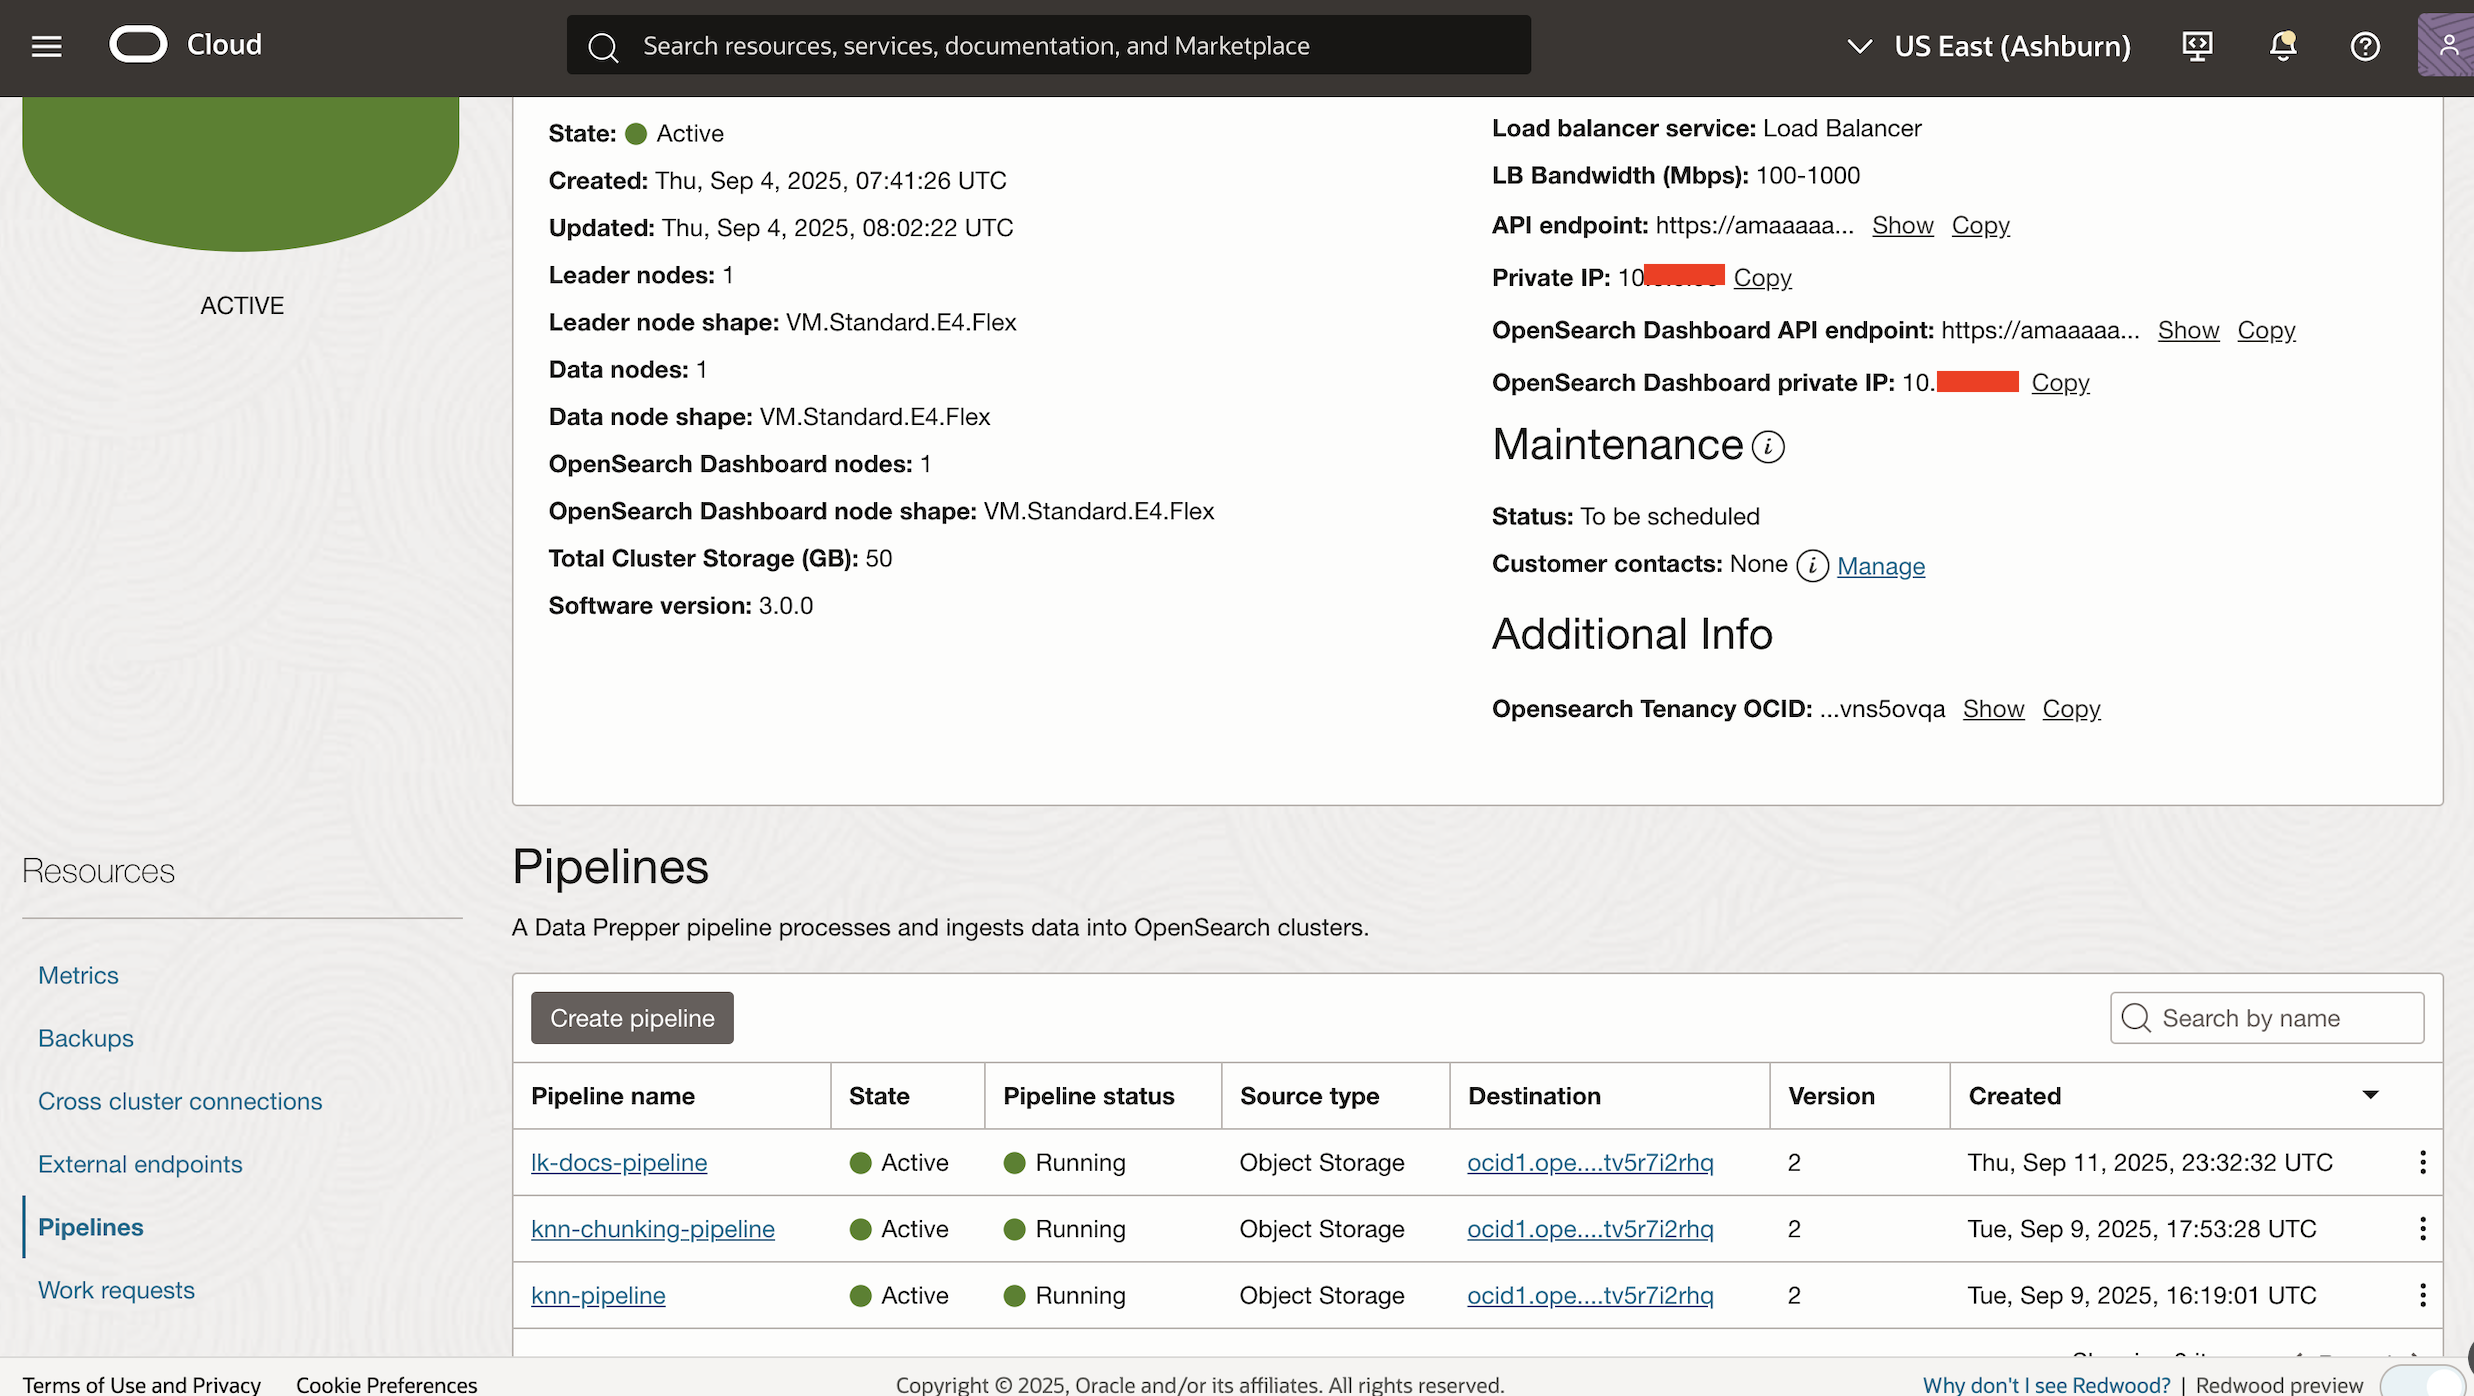 Cloud
Search resources, services, documentation, and Marketplace
US East (Ashburn)
ACTIVE
State: Active
Created: Thu, Sep 4, 2025, 07:41:26 UTC
Updated: Thu, Sep 4, 2025, 08:02:22 UTC
Leader nodes: 1
Leader node shape: VM.Standard.E4.Flex
Data nodes: 1
Data node shape: VM.Standard.E4.Flex
OpenSearch Dashboard nodes: 1
OpenSearch Dashboard node shape: VM.Standard.E4.Flex
Total Cluster Storage (GB): 50
Software version: 3.0.0
Load balancer service: Load Balancer
LB Bandwidth (Mbps): 100-1000
API endpoint: https://amaaaaa... Show Copy
Private IP: 10 Copy
OpenSearch Dashboard API endpoint: https://amaaaaa... Show Copy
OpenSearch Dashboard private IP: 10. Copy
Maintenance
Status: To be scheduled
Customer contacts: None Manage
Additional Info
Opensearch Tenancy OCID: ...vns5ovqa Show Copy
Resources
Metrics
Backups
Cross cluster connections
External endpoints
Pipelines
Work requests
Pipelines
A Data Prepper pipeline processes and ingests data into OpenSearch clusters.
Create pipeline
Search by name
Pipeline name State Pipeline status Source type Destination Version Created
lk-docs-pipeline Active Running Object Storage ocid1.ope....tv5r7i2rhq 2 Thu, Sep 11, 2025, 23:32:32 UTC
knn-chunking-pipeline Active Running Object Storage ocid1.ope....tv5r7i2rhq 2 Tue, Sep 9, 2025, 17:53:28 UTC
knn-pipeline Active Running Object Storage ocid1.ope....tv5r7i2rhq 2 Tue, Sep 9, 2025, 16:19:01 UTC
Terms of Use and Privacy Cookie Preferences
Copyright © 2025, Oracle and/or its affiliates. All rights reserved.
Why don't I see Redwood? | Redwood preview